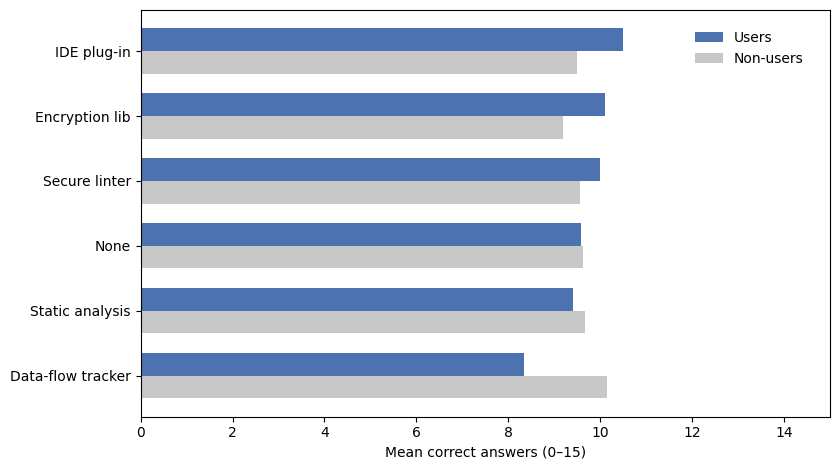 Users
Non-users
IDE plug-in
Encryption lib
Secure linter
None
Static analysis
Data-flow tracker
0 2 4 6 8 10 12 14
Mean correct answers (0–15)